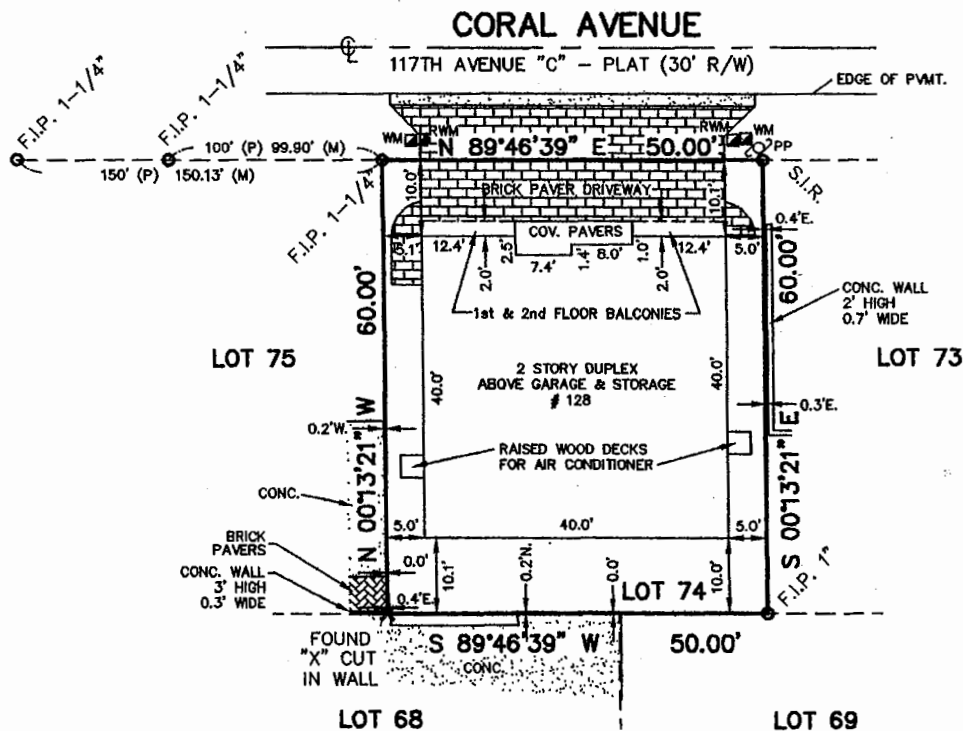 CORAL AVENUE
℄
117TH AVENUE "C" - PLAT (30' R/W)
EDGE OF PVMT.
F.I.P. 1-1/4"
F.I.P. 1-1/4"
WM
RWM
RWM
WM
100' (P) 99.90' (M)
N 89°46'39" E 50.00'
PP
150' (P) 150.13' (M)
S.I.R.
F.I.P. 1-1/4"
10.0'
BRICK PAVER DRIVEWAY
10.1'
0.4'E.
COV. PAVERS
5.1'
12.4'
2.0'
2.5'
7.4'
1.4'
8.0'
1.0'
2.0'
12.4'
5.0'
60.00'
60.00'
CONC. WALL
2' HIGH
0.7' WIDE
1st & 2nd FLOOR BALCONIES
LOT 75
LOT 73
2 STORY DUPLEX
ABOVE GARAGE & STORAGE
# 128
40.0'
40.0'
0.3'E.
0.2'W.
RAISED WOOD DECKS
FOR AIR CONDITIONER
N 00°13'21" W
S 00°13'21" E
CONC.
5.0'
40.0'
5.0'
BRICK
PAVERS
0.0'
10.1'
0.2'N.
0.0'
LOT 74
10.0'
F.I.P. 1"
CONC. WALL
3' HIGH
0.3' WIDE
0.4'E.
FOUND
"X" CUT
IN WALL
S 89°46'39" W 50.00'
CONC.
LOT 68
LOT 69